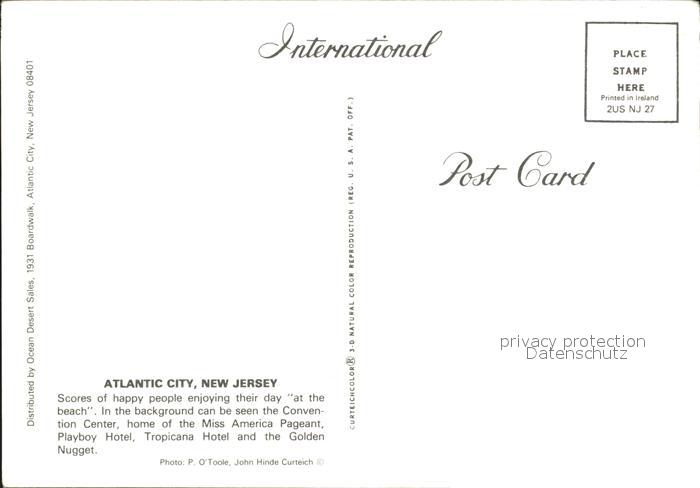 International
PLACE
STAMP
HERE
Printed in Ireland
2US NJ 27
Post Card
Distributed by Ocean Desert Sales, 1931 Boardwalk, Atlantic City, New Jersey 08401
CURTEICHCOLOR® 3-D NATURAL COLOR REPRODUCTION (REG. U. S. A. PAT. OFF.)
privacy protection
Datenschutz
ATLANTIC CITY, NEW JERSEY
Scores of happy people enjoying their day "at the
beach". In the background can be seen the Conven-
tion Center, home of the Miss America Pageant,
Playboy Hotel, Tropicana Hotel and the Golden
Nugget.
Photo: P. O'Toole, John Hinde Curteich ©